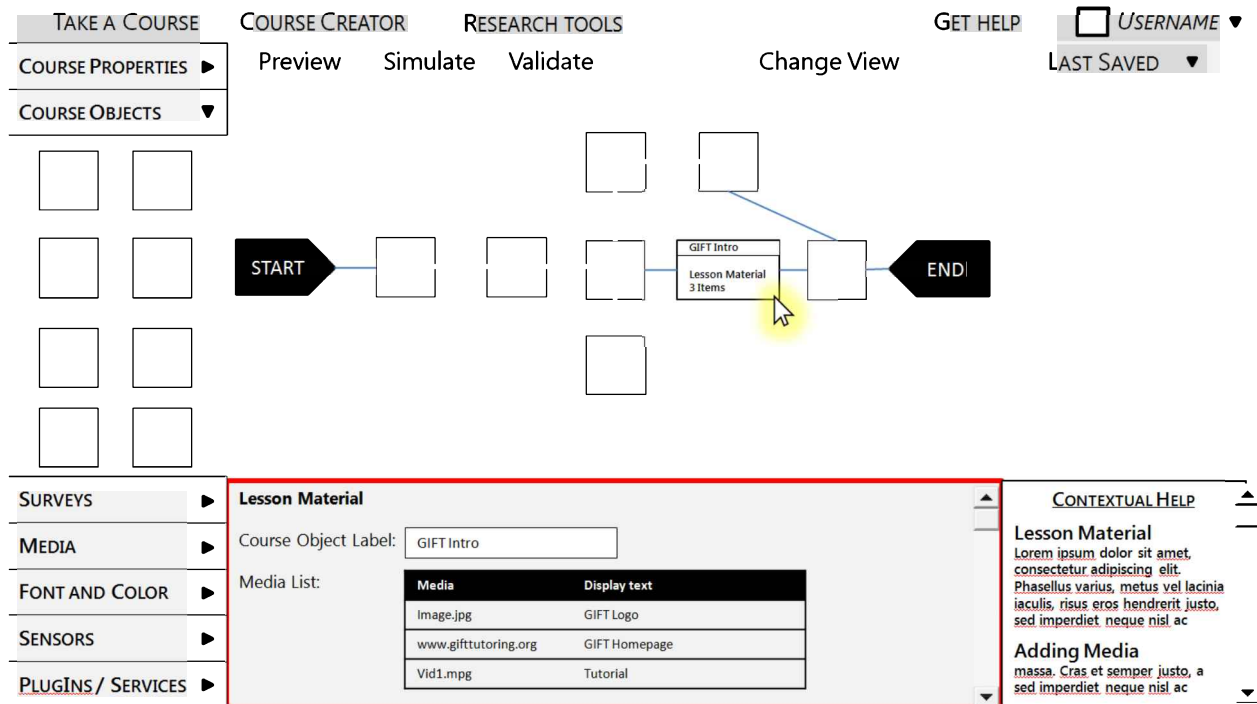 TAKE A COURSE COURSE CREATOR RESEARCH TOOLS GET HELP USERNAME
COURSE PROPERTIES Preview Simulate Validate Change View LAST SAVED
COURSE OBJECTS
START
GIFT Intro
Lesson Material
3 Items
END
SURVEYS
MEDIA
FONT AND COLOR
SENSORS
PLUGINS / SERVICES
Lesson Material
Course Object Label: GIFT Intro
Media List:
Media Display text
Image.jpg GIFT Logo
www.gifttutoring.org GIFT Homepage
Vid1.mpg Tutorial
CONTEXTUAL HELP
Lesson Material
Lorem ipsum dolor sit amet,
consectetur adipiscing elit.
Phasellus varius, metus vel lacinia
iaculis, risus eros hendrerit justo,
sed imperdiet neque nisl ac
Adding Media
massa. Cras et semper justo, a
sed imperdiet neque nisl ac